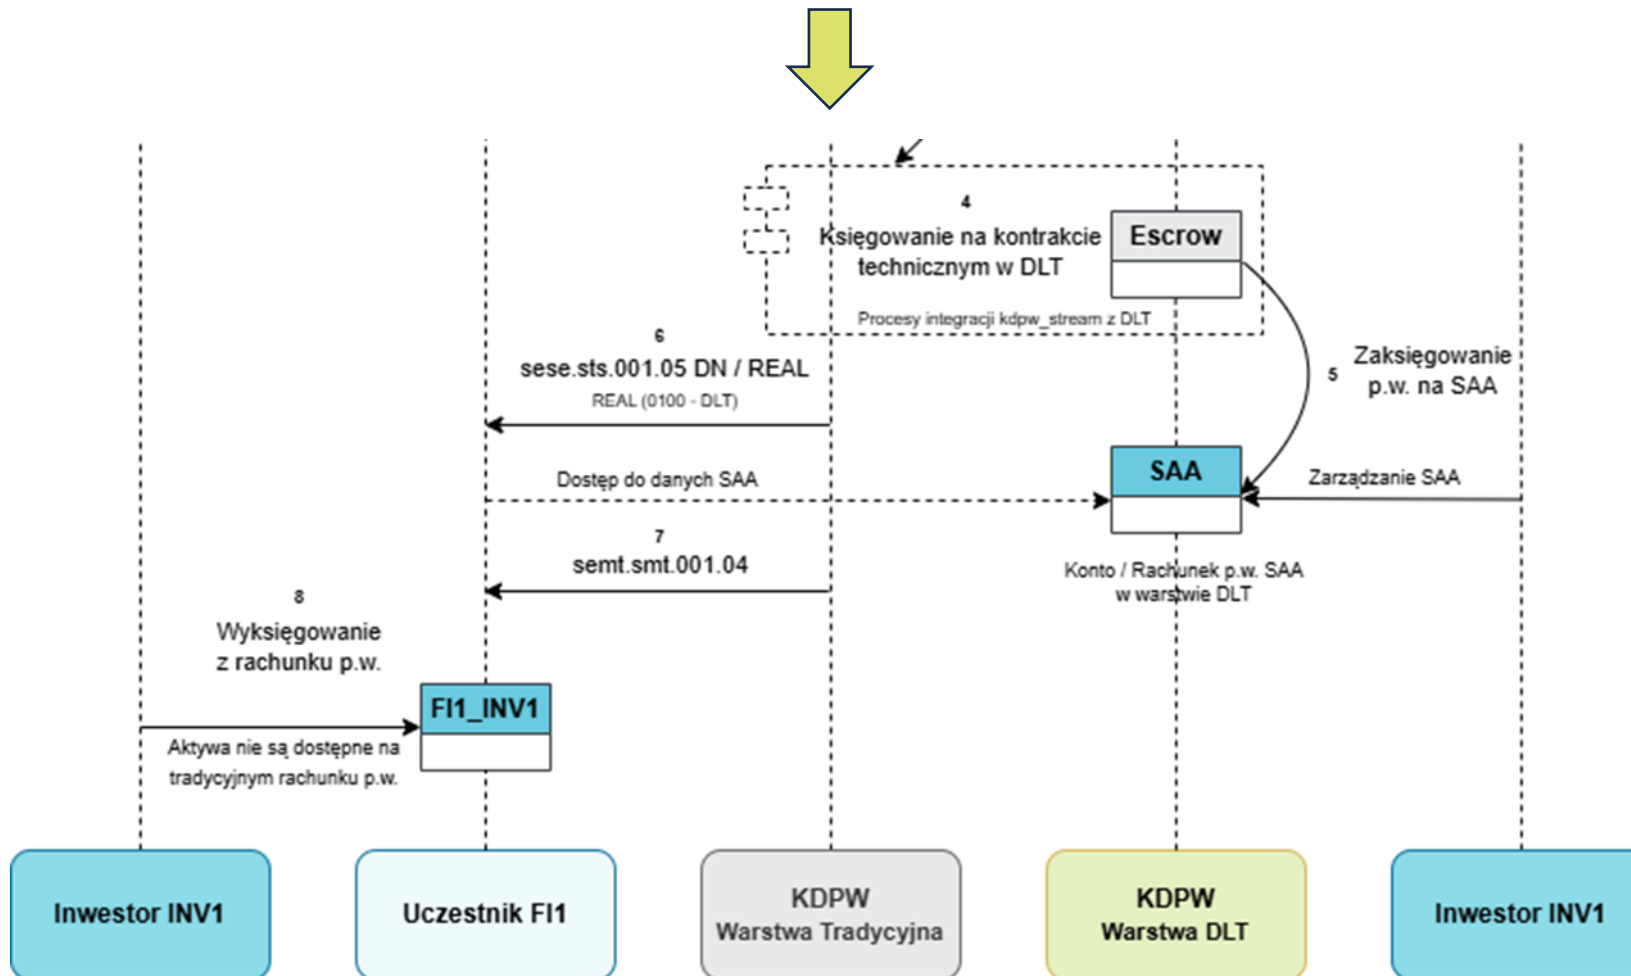 4
Księgowanie na kontrakcie
technicznym w DLT
Escrow
Procesy integracji kdpw_stream z DLT
6
sese.sts.001.05 DN / REAL
REAL (0100 - DLT)
5
Zaksięgowanie
p.w. na SAA
Dostęp do danych SAA
SAA
Zarządzanie SAA
7
semt.smt.001.04
Konto / Rachunek p.w. SAA
w warstwie DLT
8
Wyksięgowanie
z rachunku p.w.
FI1_INV1
Aktywa nie są dostępne na
tradycyjnym rachunku p.w.
Inwestor INV1
Uczestnik FI1
KDPW
Warstwa Tradycyjna
KDPW
Warstwa DLT
Inwestor INV1